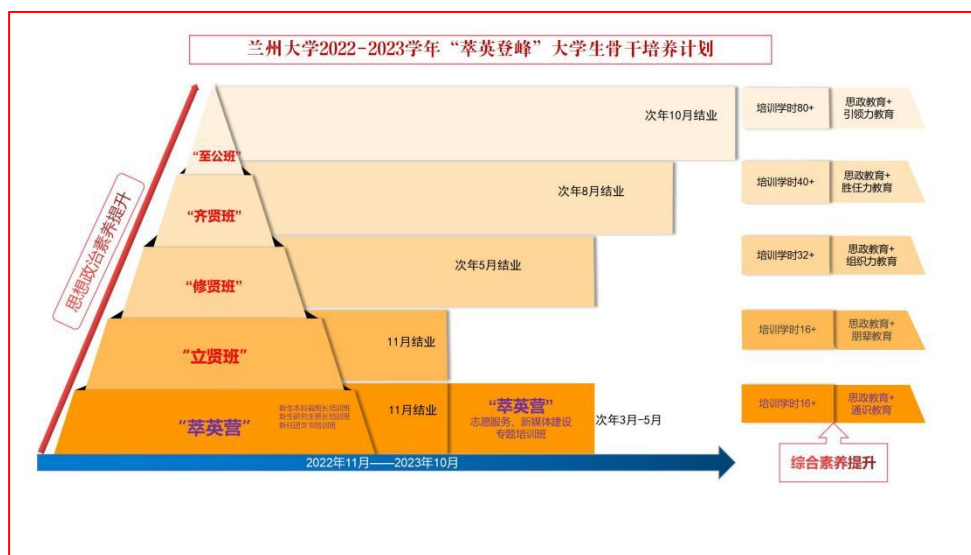 兰州大学2022-2023学年“萃英登峰”大学生骨干培养计划
思想政治素养提升
“至公班”
次年10月结业
培训学时80+
思政教育+
引领力教育
“齐贤班”
次年8月结业
培训学时40+
思政教育+
胜任力教育
“修贤班”
次年5月结业
培训学时32+
思政教育+
组织力教育
“立贤班”
11月结业
培训学时16+
思政教育+
朋辈教育
“萃英营”
新生本科届班长培训班
新生研究生班长培训班
新任团支书培训班
11月结业
“萃英营”
志愿服务、新媒体建设
专题培训班
次年3月-5月
培训学时16+
思政教育+
通识教育
2022年11月——2023年10月
综合素养提升